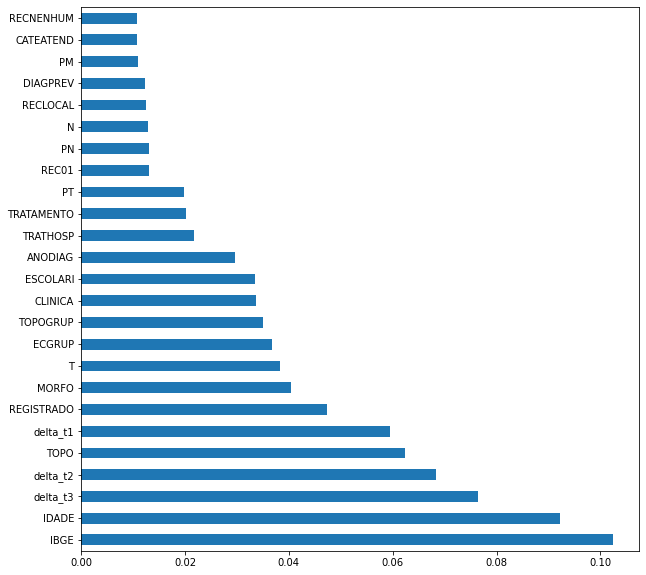 RECNENHUM
CATEATEND
PM
DIAGPREV
RECLOCAL
N
PN
REC01
PT
TRATAMENTO
TRATHOSP
ANODIAG
ESCOLARI
CLINICA
TOPOGRUP
ECGRUP
T
MORFO
REGISTRADO
delta_t1
TOPO
delta_t2
delta_t3
IDADE
IBGE
0.00 0.02 0.04 0.06 0.08 0.10